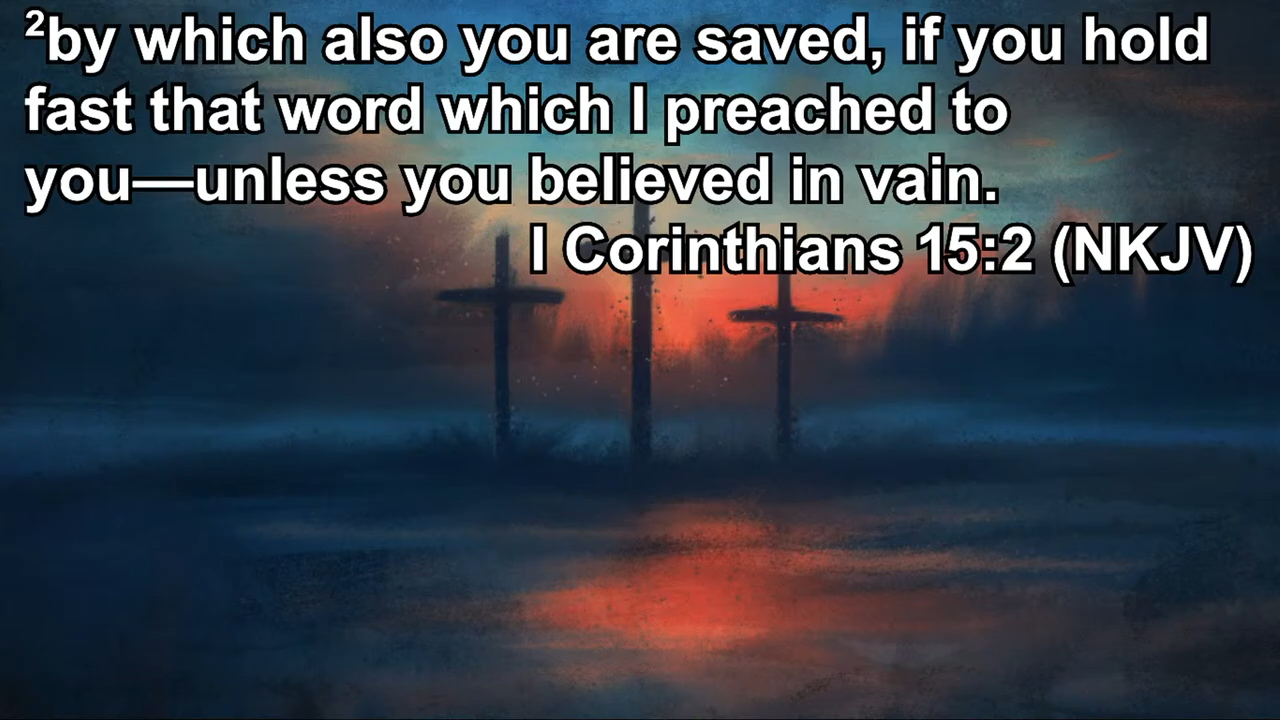 ²by which also you are saved, if you hold
fast that word which I preached to
you—unless you believed in vain.
I Corinthians 15:2 (NKJV)